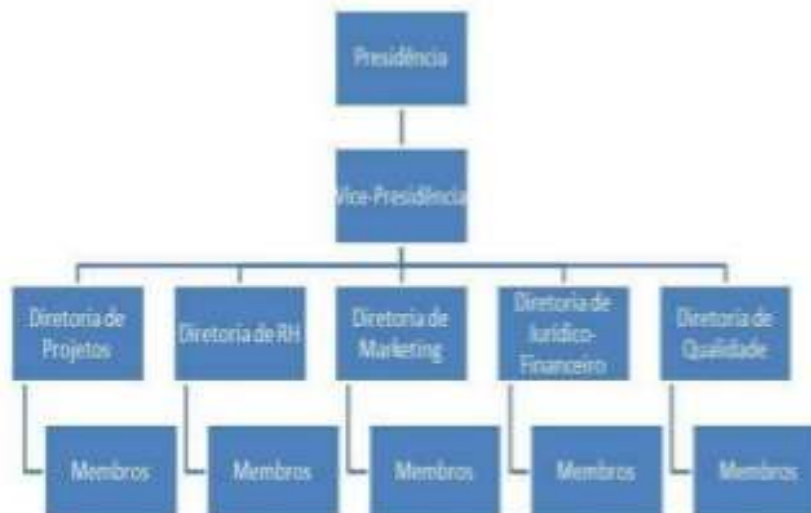 Presidência
Vice-Presidência
Diretoria de
Projetos
Diretoria de RH
Diretoria de
Marketing
Diretoria de
Jurídico-
Financeiro
Diretoria de
Qualidade
Membros
Membros
Membros
Membros
Membros